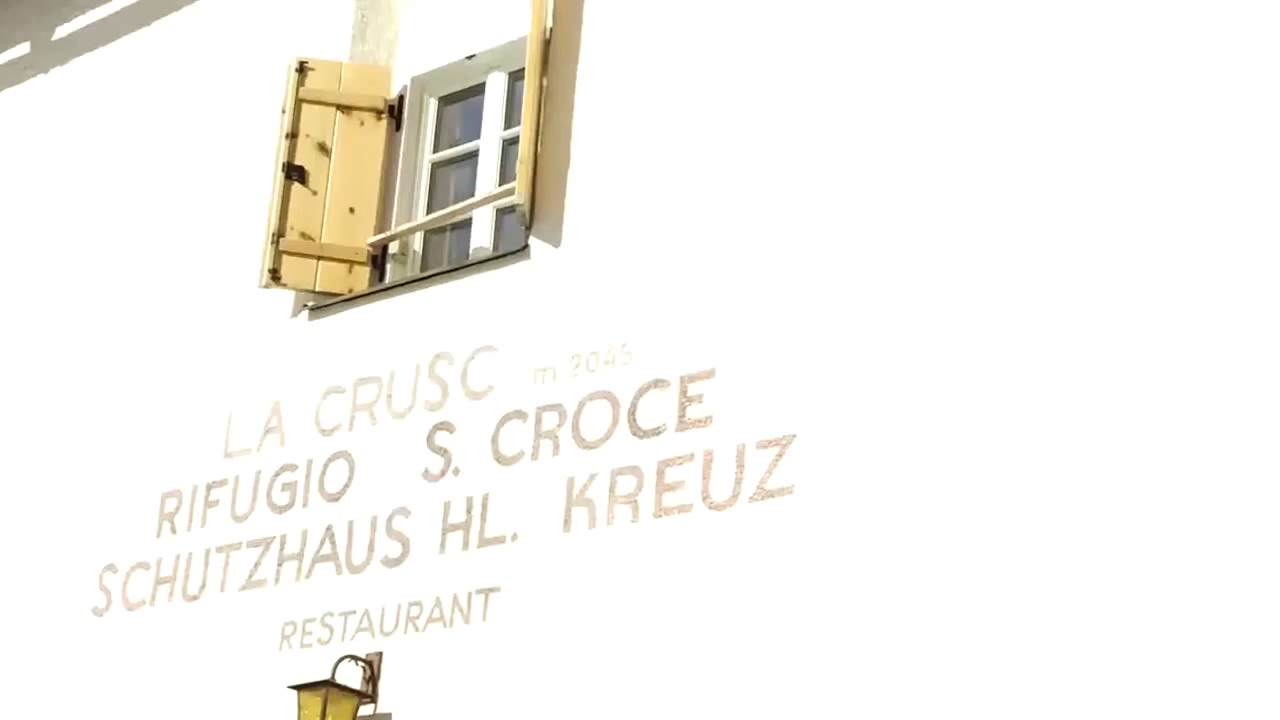 LA CRUSC m 2045
RIFUGIO S. CROCE
SCHUTZHAUS HL. KREUZ
RESTAURANT